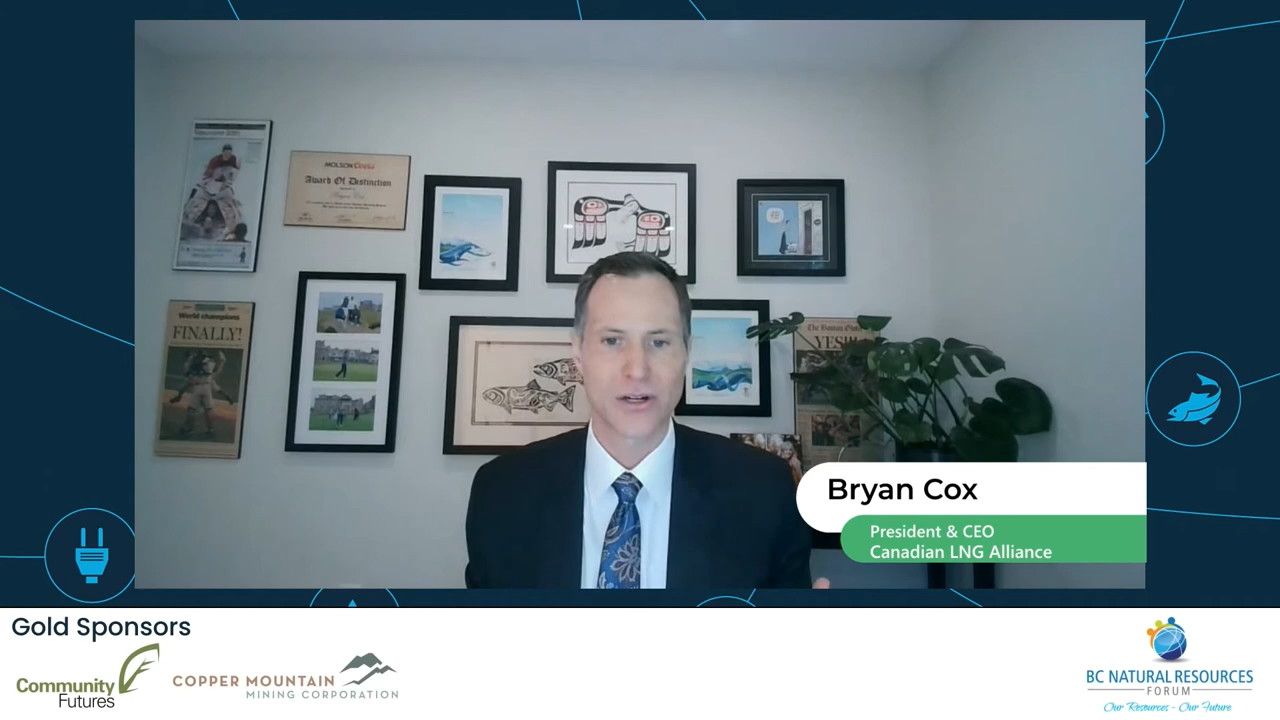 MOLSON Coors
Award Of Distinction
World champions
FINALLY!
YES!!!
Bryan Cox
President & CEO
Canadian LNG Alliance
Gold Sponsors
Community
Futures
COPPER MOUNTAIN
MINING CORPORATION
BC NATURAL RESOURCES
FORUM
Our Resources - Our Future